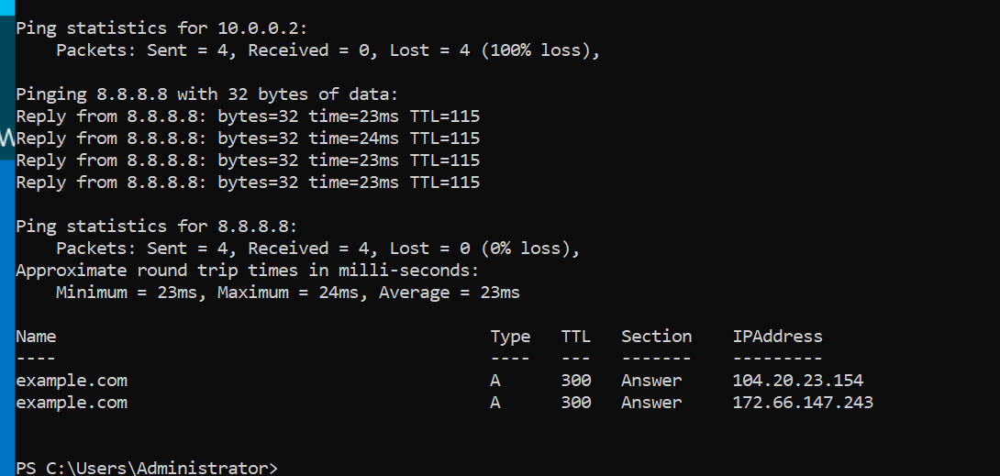 Ping statistics for 10.0.0.2:
    Packets: Sent = 4, Received = 0, Lost = 4 (100% loss),
Pinging 8.8.8.8 with 32 bytes of data:
Reply from 8.8.8.8: bytes=32 time=23ms TTL=115
W
Reply from 8.8.8.8: bytes=32 time=24ms TTL=115
Reply from 8.8.8.8: bytes=32 time=23ms TTL=115
Reply from 8.8.8.8: bytes=32 time=23ms TTL=115
Ping statistics for 8.8.8.8:
    Packets: Sent = 4, Received = 4, Lost = 0 (0% loss),
Approximate round trip times in milli-seconds:
    Minimum = 23ms, Maximum = 24ms, Average = 23ms
Name                                           Type   TTL   Section    IPAddress
----                                           ----   ---   -------    ---------
example.com                                    A      300   Answer     104.20.23.154
example.com                                    A      300   Answer     172.66.147.243
PS C:\Users\Administrator>